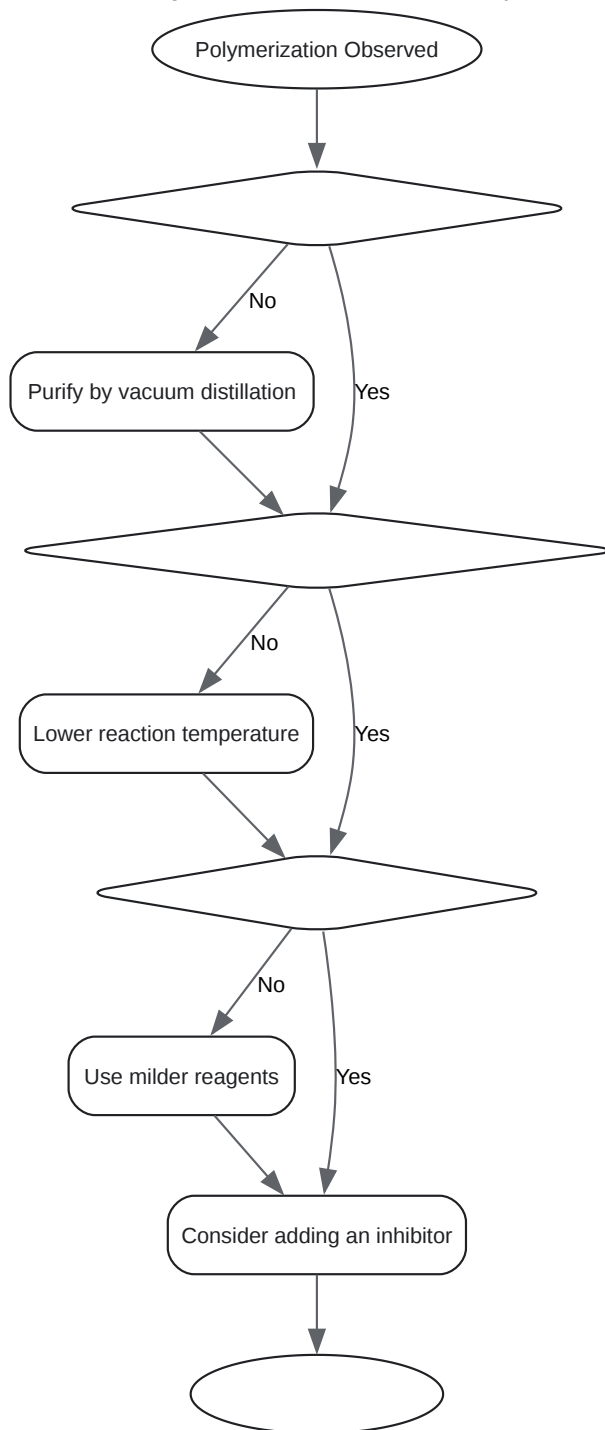 Polymerization Observed
No
Purify by vacuum distillation
Yes
No
Lower reaction temperature
Yes
No
Use milder reagents
Yes
Consider adding an inhibitor